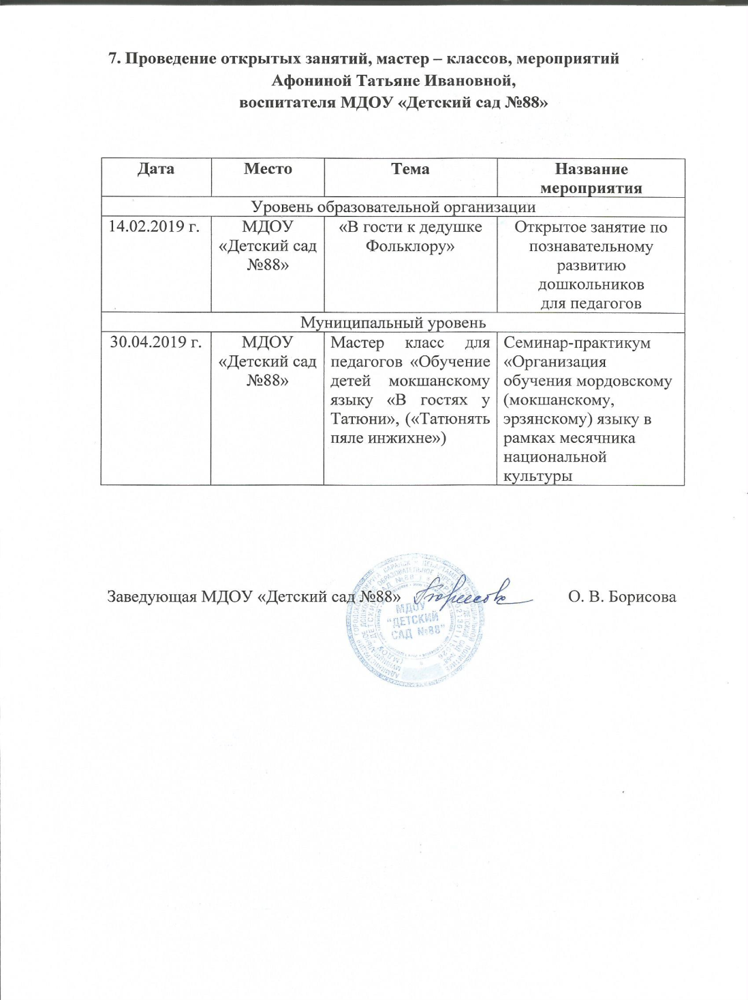 7. Проведение открытых занятий, мастер – классов, мероприятий
Афониной Татьяне Ивановной,
воспитателя МДОУ «Детский сад №88»
Дата
Место
Тема
Название
мероприятия
Уровень образовательной организации
14.02.2019 г.
МДОУ
«Детский сад
№88»
«В гости к дедушке
Фольклору»
Открытое занятие по
познавательному
развитию
дошкольников
для педагогов
Муниципальный уровень
30.04.2019 г.
МДОУ
«Детский сад
№88»
Мастер класс для
педагогов «Обучение
детей мокшанскому
языку «В гостях у
Татюни», («Татюнять
пяле инжихне»)
Семинар-практикум
«Организация
обучения мордовскому
(мокшанскому,
эрзянскому) языку в
рамках месячника
национальной
культуры
Заведующая МДОУ «Детский сад №88»
О. В. Борисова
МДОУ
"ДЕТСКИЙ
САД №88"